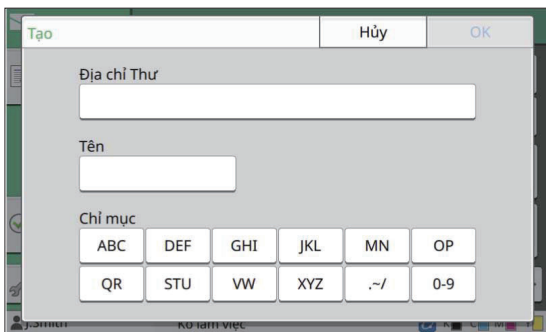 Tạo
Hủy
OK
Địa chỉ Thư
Tên
Chỉ mục
ABC
DEF
GHI
JKL
MN
OP
QR
STU
VW
XYZ
.~/
0-9
J.Smith
Ko làm việc
K
C
M
Y